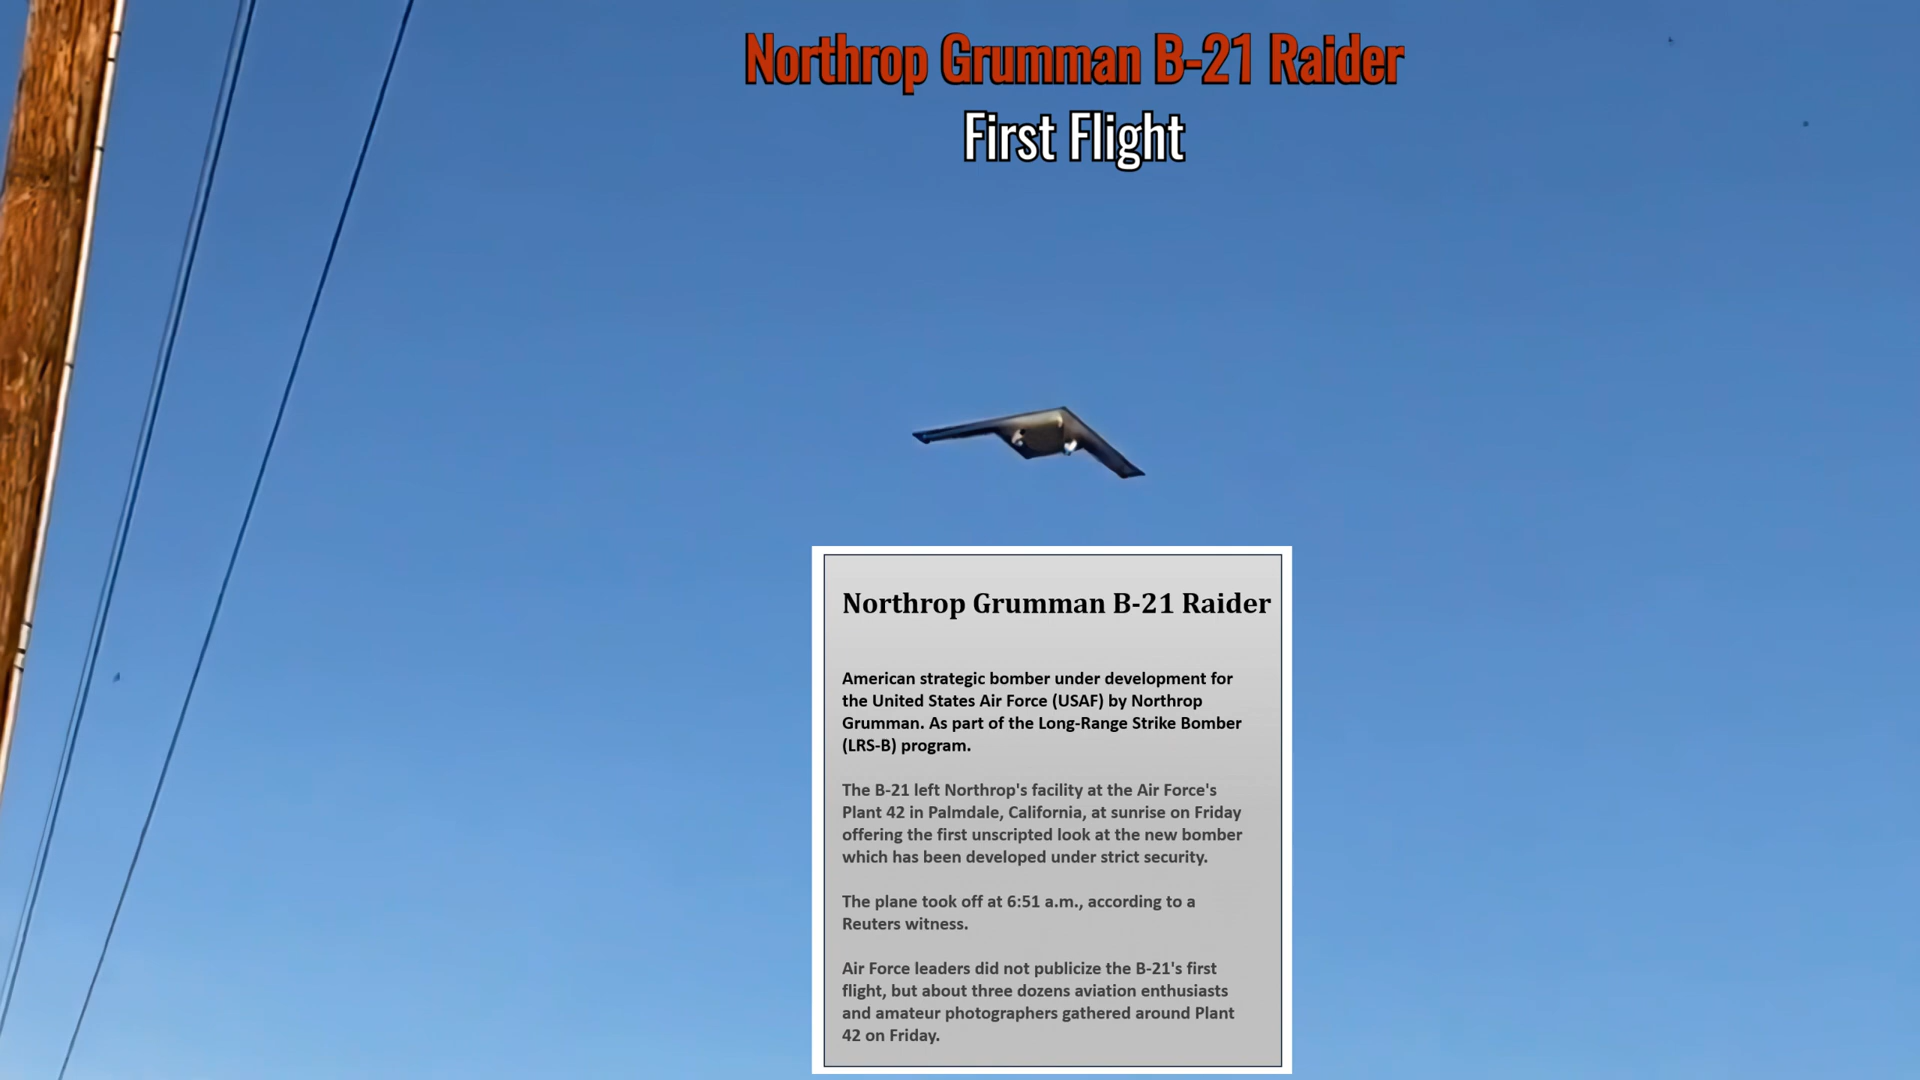 Northrop Grumman B-21 Raider
First Flight
Northrop Grumman B-21 Raider
American strategic bomber under development for
the United States Air Force (USAF) by Northrop
Grumman. As part of the Long-Range Strike Bomber
(LRS-B) program.
The B-21 left Northrop's facility at the Air Force's
Plant 42 in Palmdale, California, at sunrise on Friday
offering the first unscripted look at the new bomber
which has been developed under strict security.
The plane took off at 6:51 a.m., according to a
Reuters witness.
Air Force leaders did not publicize the B-21's first
flight, but about three dozens aviation enthusiasts
and amateur photographers gathered around Plant
42 on Friday.